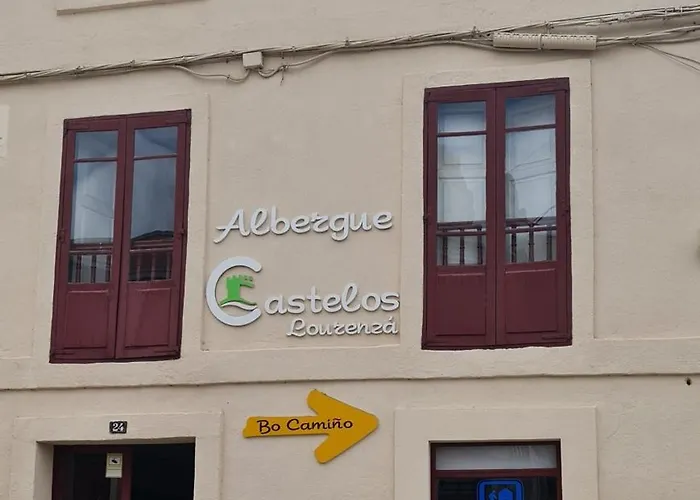 Albergue
Castelos
Lourenzá
24
Bo Camiño